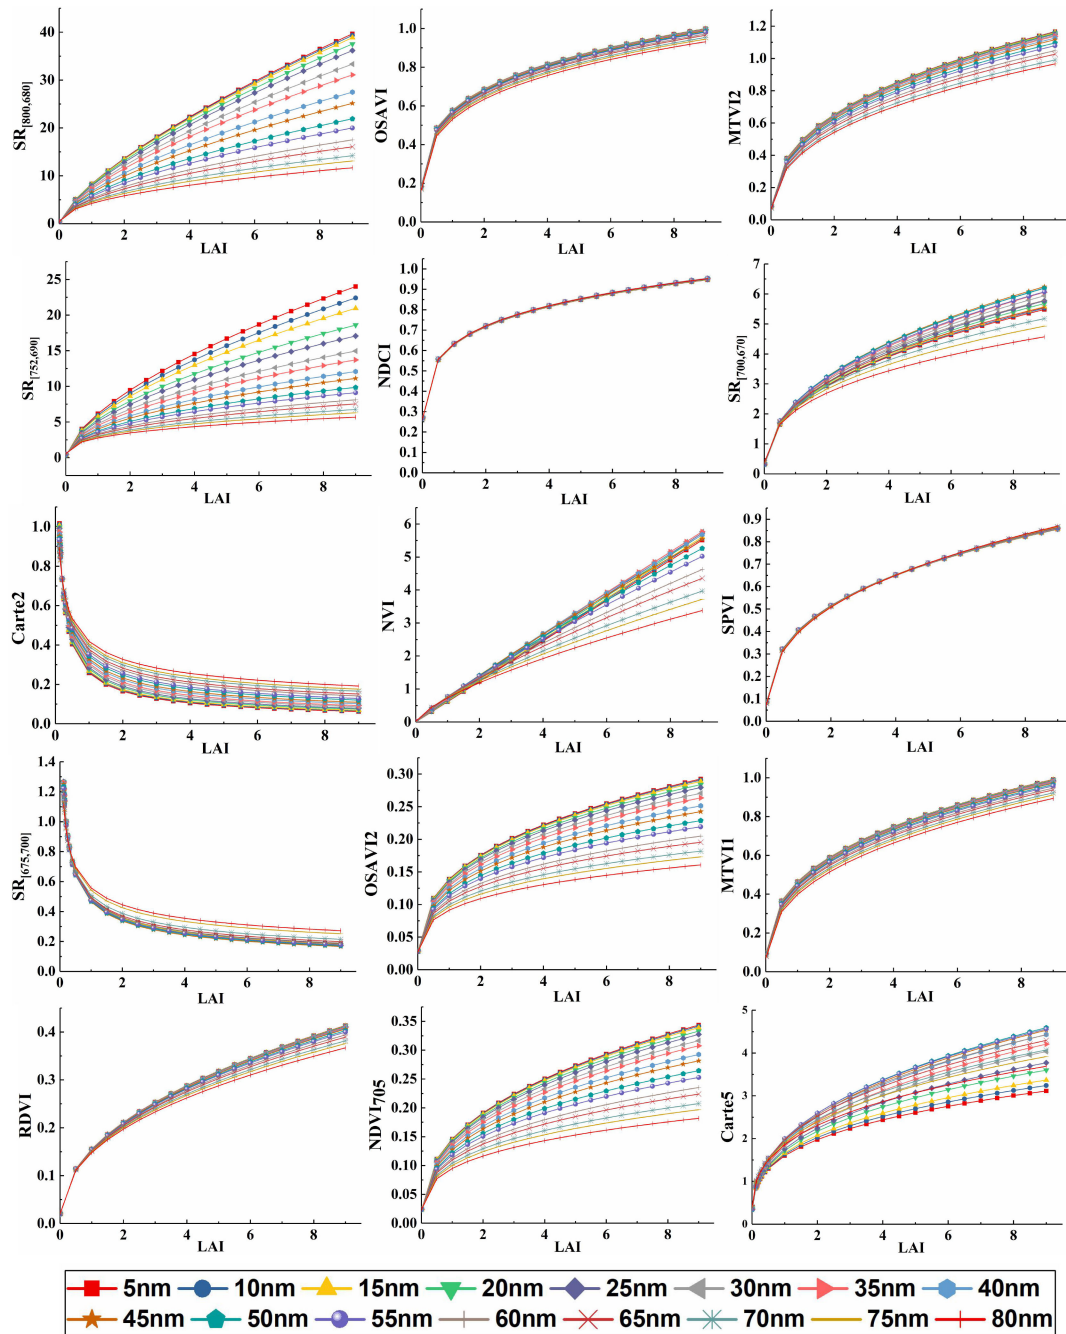 SR[800,680]
40
30
20
10
0
0 2 4 6 8
LAI
OSAVI
1.0
0.8
0.6
0.4
0.2
0.0
0 2 4 6 8
LAI
MTVI2
1.2
1.0
0.8
0.6
0.4
0.2
0.0
0 2 4 6 8
LAI
SR[752,690]
25
20
15
10
5
0
0 2 4 6 8
LAI
NDCI
1.0
0.9
0.8
0.7
0.6
0.5
0.4
0.3
0.2
0.1
0.0
0 2 4 6 8
LAI
SR[700,670]
7
6
5
4
3
2
1
0
0 2 4 6 8
LAI
Carte2
1.0
0.8
0.6
0.4
0.2
0.0
0 2 4 6 8
LAI
NVI
6
5
4
3
2
1
0
0 2 4 6 8
LAI
SPVI
0.9
0.8
0.7
0.6
0.5
0.4
0.3
0.2
0.1
0.0
0 2 4 6 8
LAI
SR[675,700]
1.4
1.2
1.0
0.8
0.6
0.4
0.2
0.0
0 2 4 6 8
LAI
OSAVI2
0.30
0.25
0.20
0.15
0.10
0.05
0.00
0 2 4 6 8
LAI
MTVI1
1.0
0.8
0.6
0.4
0.2
0.0
0 2 4 6 8
LAI
RDVI
0.4
0.3
0.2
0.1
0.0
0 2 4 6 8
LAI
NDVI705
0.35
0.30
0.25
0.20
0.15
0.10
0.05
0.00
0 2 4 6 8
LAI
Carte5
5
4
3
2
1
0
0 2 4 6 8
LAI
5nm 10nm 15nm 20nm 25nm 30nm 35nm 40nm
45nm 50nm 55nm 60nm 65nm 70nm 75nm 80nm